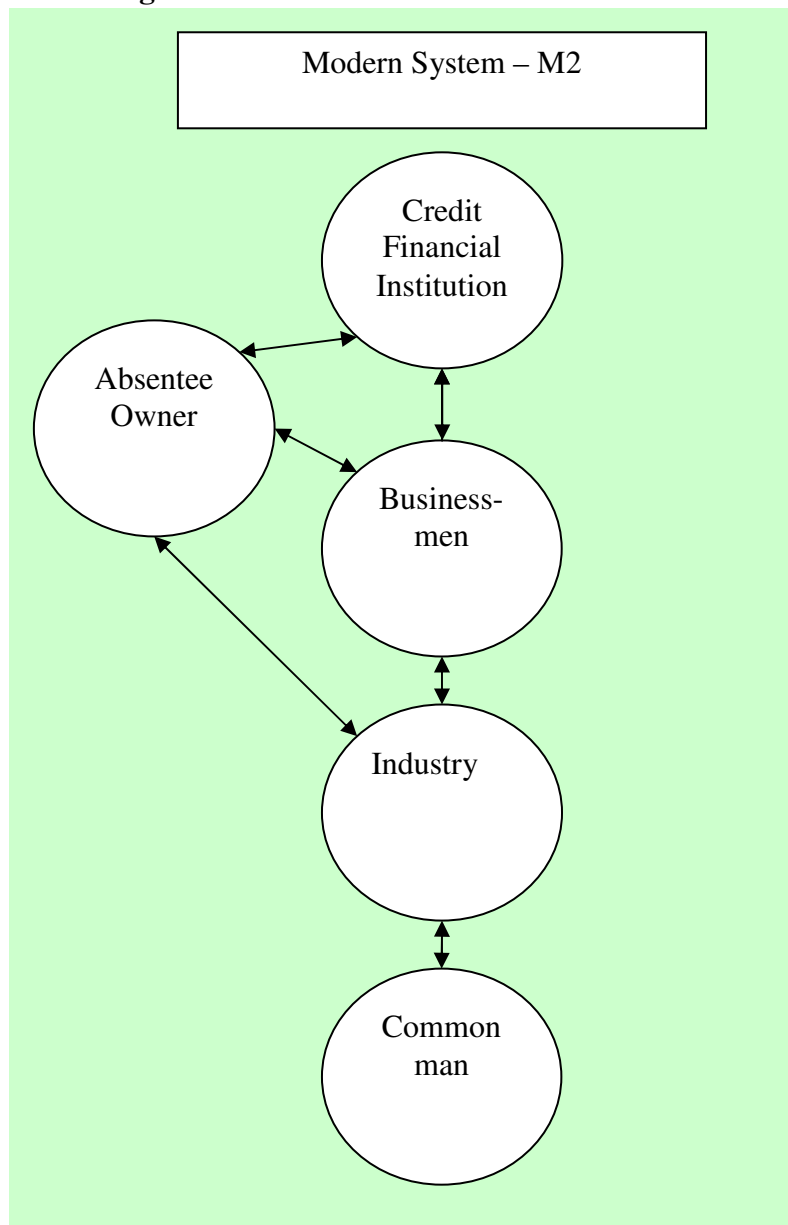 Modern System – M2
Credit
Financial
Institution
Absentee
Owner
Business-
men
Industry
Common
man